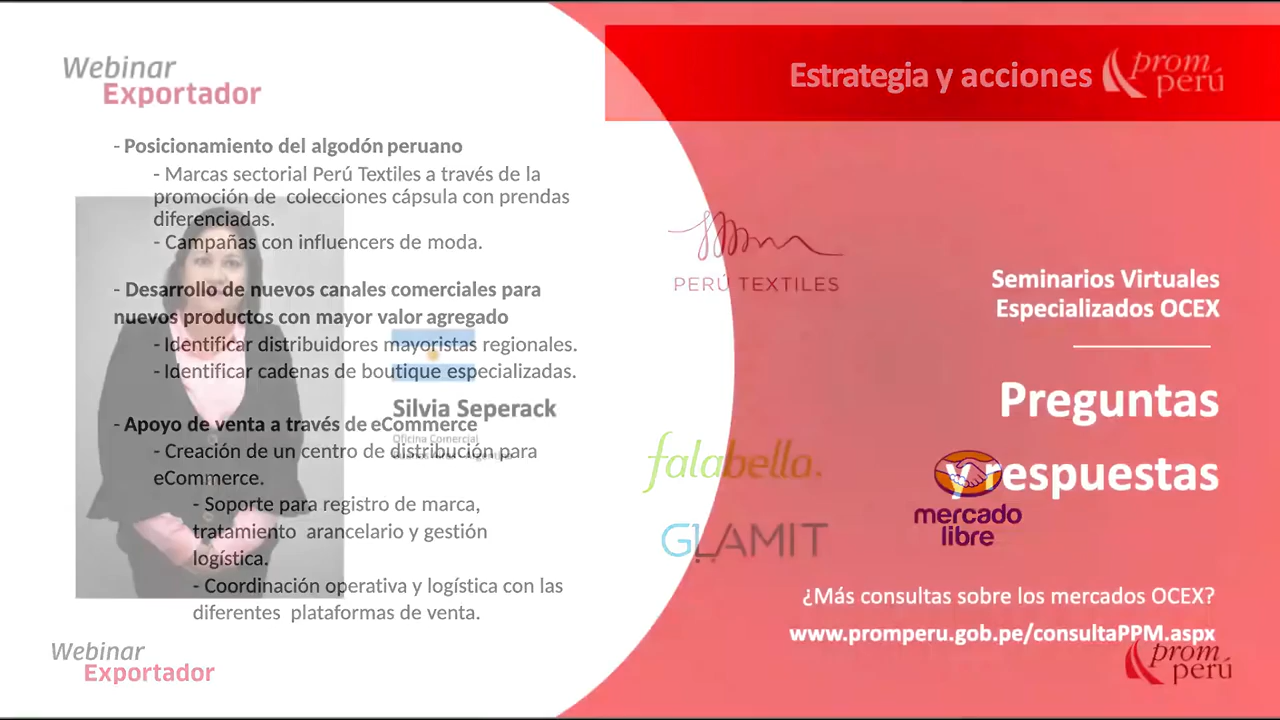 Webinar
Exportador
Estrategia y acciones
prom
perú
- Posicionamiento del algodón peruano
- Marcas sectorial Perú Textiles a través de la
promoción de colecciones cápsula con prendas
diferenciadas.
- Campañas con influencers de moda.
- Desarrollo de nuevos canales comerciales para
nuevos productos con mayor valor agregado
- Identificar distribuidores mayoristas regionales.
- Identificar cadenas de boutique especializadas.
Silvia Seperack
Oficina Comercial
- Apoyo de venta a través de eCommerce
- Creación de un centro de distribución para
eCommerce.
- Soporte para registro de marca,
tratamiento arancelario y gestión
logística.
- Coordinación operativa y logística con las
diferentes plataformas de venta.
PERÚ TEXTILES
falabella.
GLAMIT
mercado
libre
Seminarios Virtuales
Especializados OCEX
Preguntas
y respuestas
¿Más consultas sobre los mercados OCEX?
www.promperu.gob.pe/consultaPPM.aspx
Webinar
Exportador
prom
perú